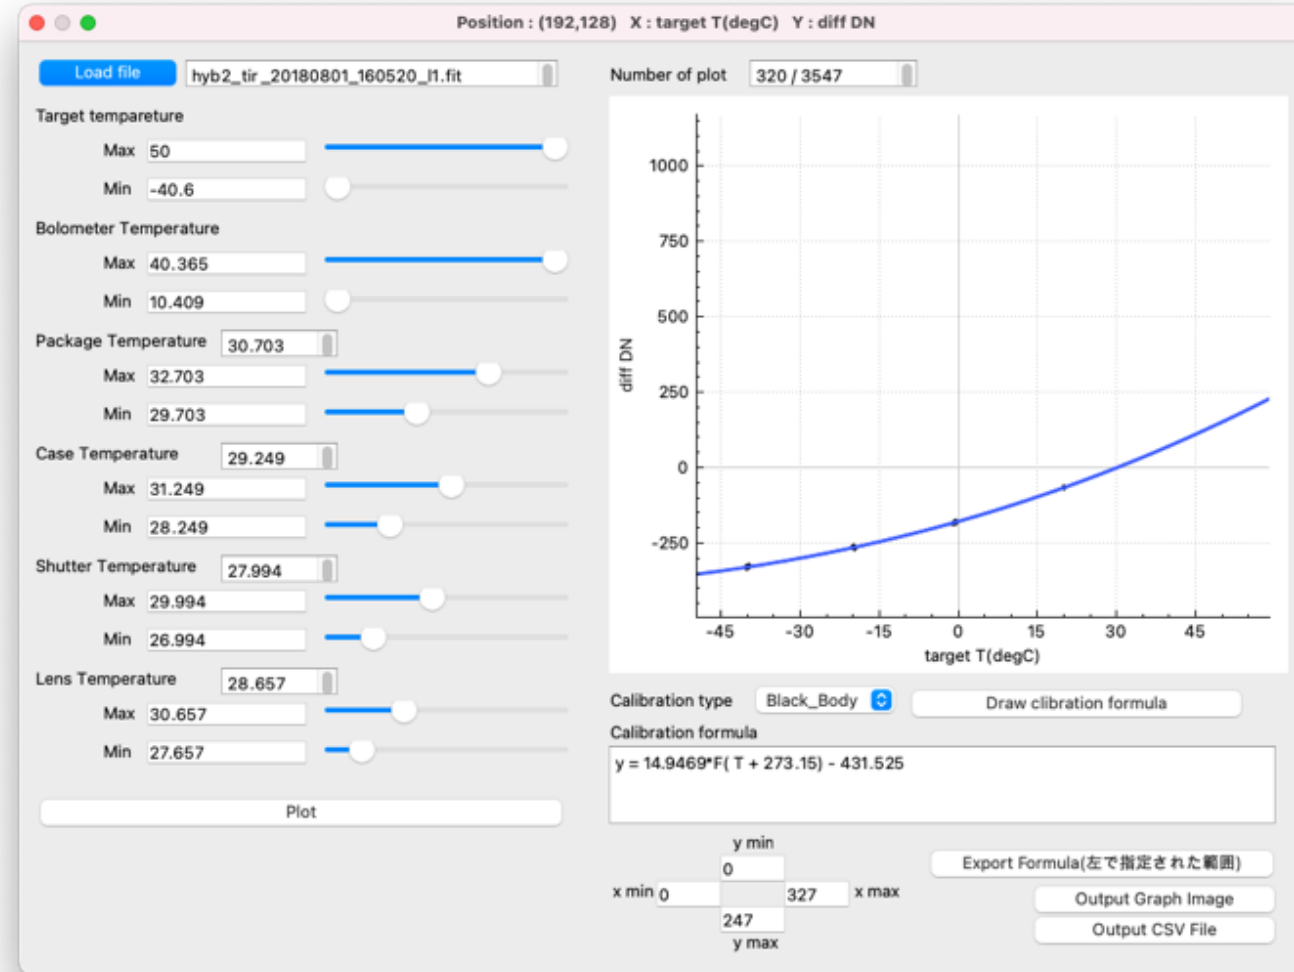 Position : (192,128) X : target T(degC) Y : diff DN
Load file
hyb2_tir_20180801_160520_l1.fit
Number of plot
320 / 3547
Target tempareture
Max 50
Min -40.6
Bolometer Temperature
Max 40.365
Min 10.409
Package Temperature 30.703
Max 32.703
Min 29.703
Case Temperature 29.249
Max 31.249
Min 28.249
Shutter Temperature 27.994
Max 29.994
Min 26.994
Lens Temperature 28.657
Max 30.657
Min 27.657
Plot
1000
750
500
250
0
-250
diff DN
-45 -30 -15 0 15 30 45
target T(degC)
Calibration type Black_Body Draw clibration formula
Calibration formula
y = 14.9469*F( T + 273.15) - 431.525
y min
0
x min 0 327 x max
247
y max
Export Formula(左で指定された範囲)
Output Graph Image
Output CSV File